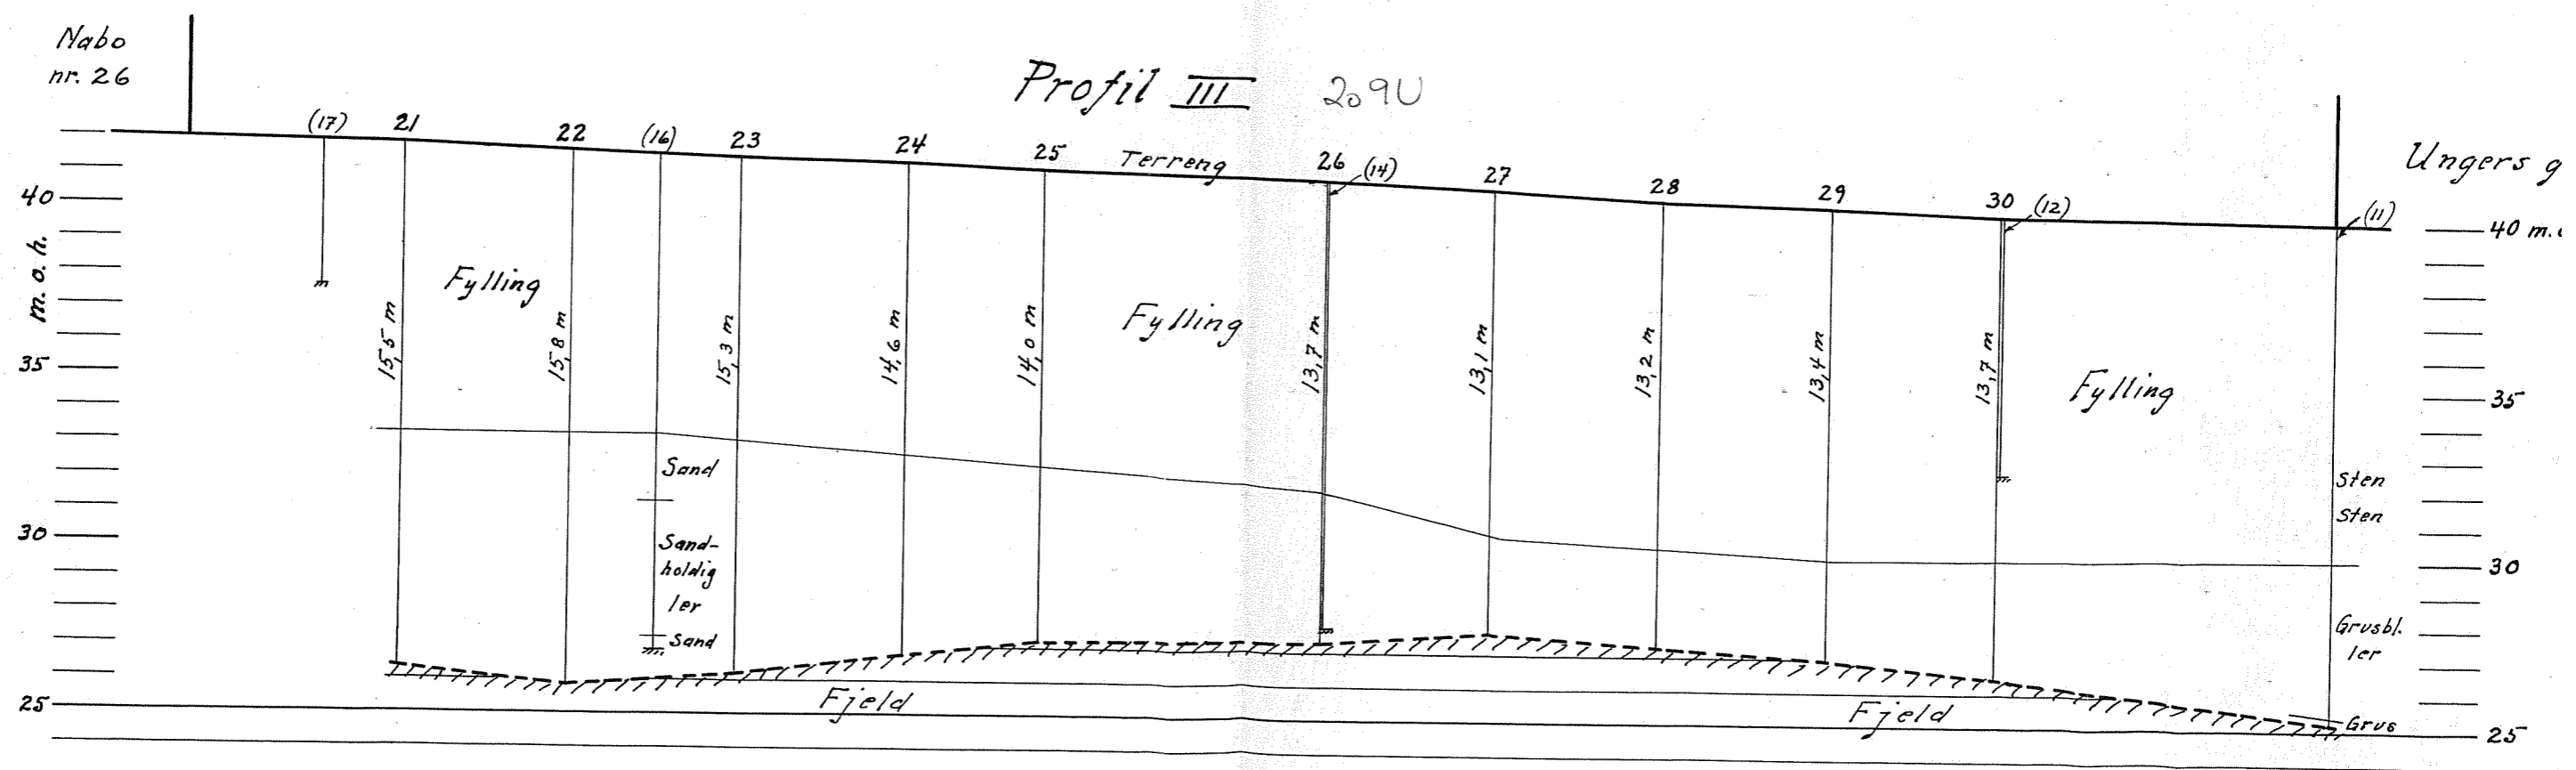 Nabo
nr. 26
Profil III 209U
(17) 21 22 (16) 23 24 25 Terreng 26 (14) 27 28 29 30 (12) (11)
Ungers g
40
35
30
25
m.o.h.
40 m.
35
30
25
Fylling
Fylling
Fylling
15,5 m
15,8 m
15,3 m
14,6 m
14,0 m
13,7 m
13,1 m
13,2 m
13,4 m
13,7 m
Sand
Sand-
holdig
ler
Sand
Sten
Sten
Grusbl.
ler
Grus
Fjeld
Fjeld